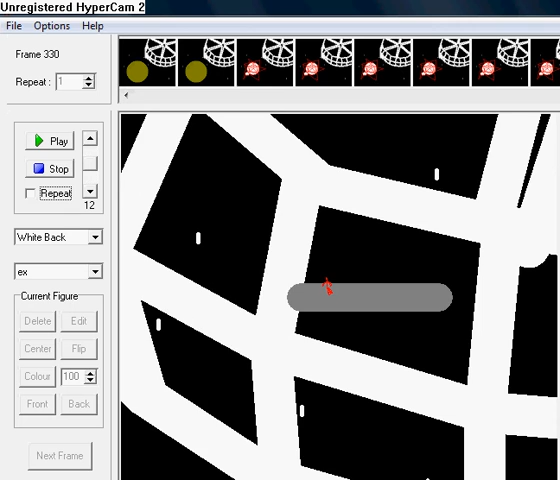 Unregistered HyperCam 2
File Options Help
Frame 330
Repeat : 1
Play
Stop
Repeat
12
White Back
ex
Current Figure
Delete Edit
Center Flip
Colour 100
Front Back
Next Frame